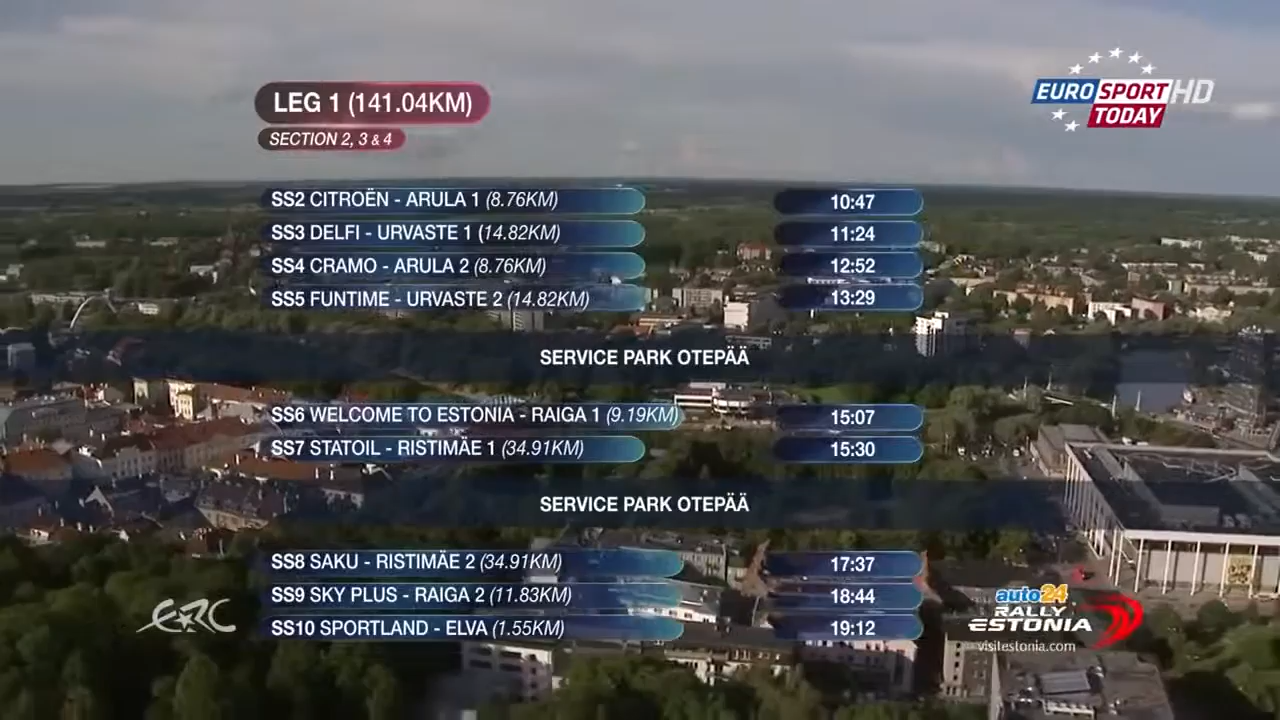 LEG 1 (141.04KM)
SECTION 2, 3 & 4
EUROSPORT HD
TODAY
SS2 CITROËN - ARULA 1 (8.76KM) 10:47
SS3 DELFI - URVASTE 1 (14.82KM) 11:24
SS4 CRAMO - ARULA 2 (8.76KM) 12:52
SS5 FUNTIME - URVASTE 2 (14.82KM) 13:29
SERVICE PARK OTEPÄÄ
SS6 WELCOME TO ESTONIA - RAIGA 1 (9.19KM) 15:07
SS7 STATOIL - RISTIMÄE 1 (34.91KM) 15:30
SERVICE PARK OTEPÄÄ
SS8 SAKU - RISTIMÄE 2 (34.91KM) 17:37
SS9 SKY PLUS - RAIGA 2 (11.83KM) 18:44
SS10 SPORTLAND - ELVA (1.55KM) 19:12
ERC
auto24
RALLY
ESTONIA
visitestonia.com